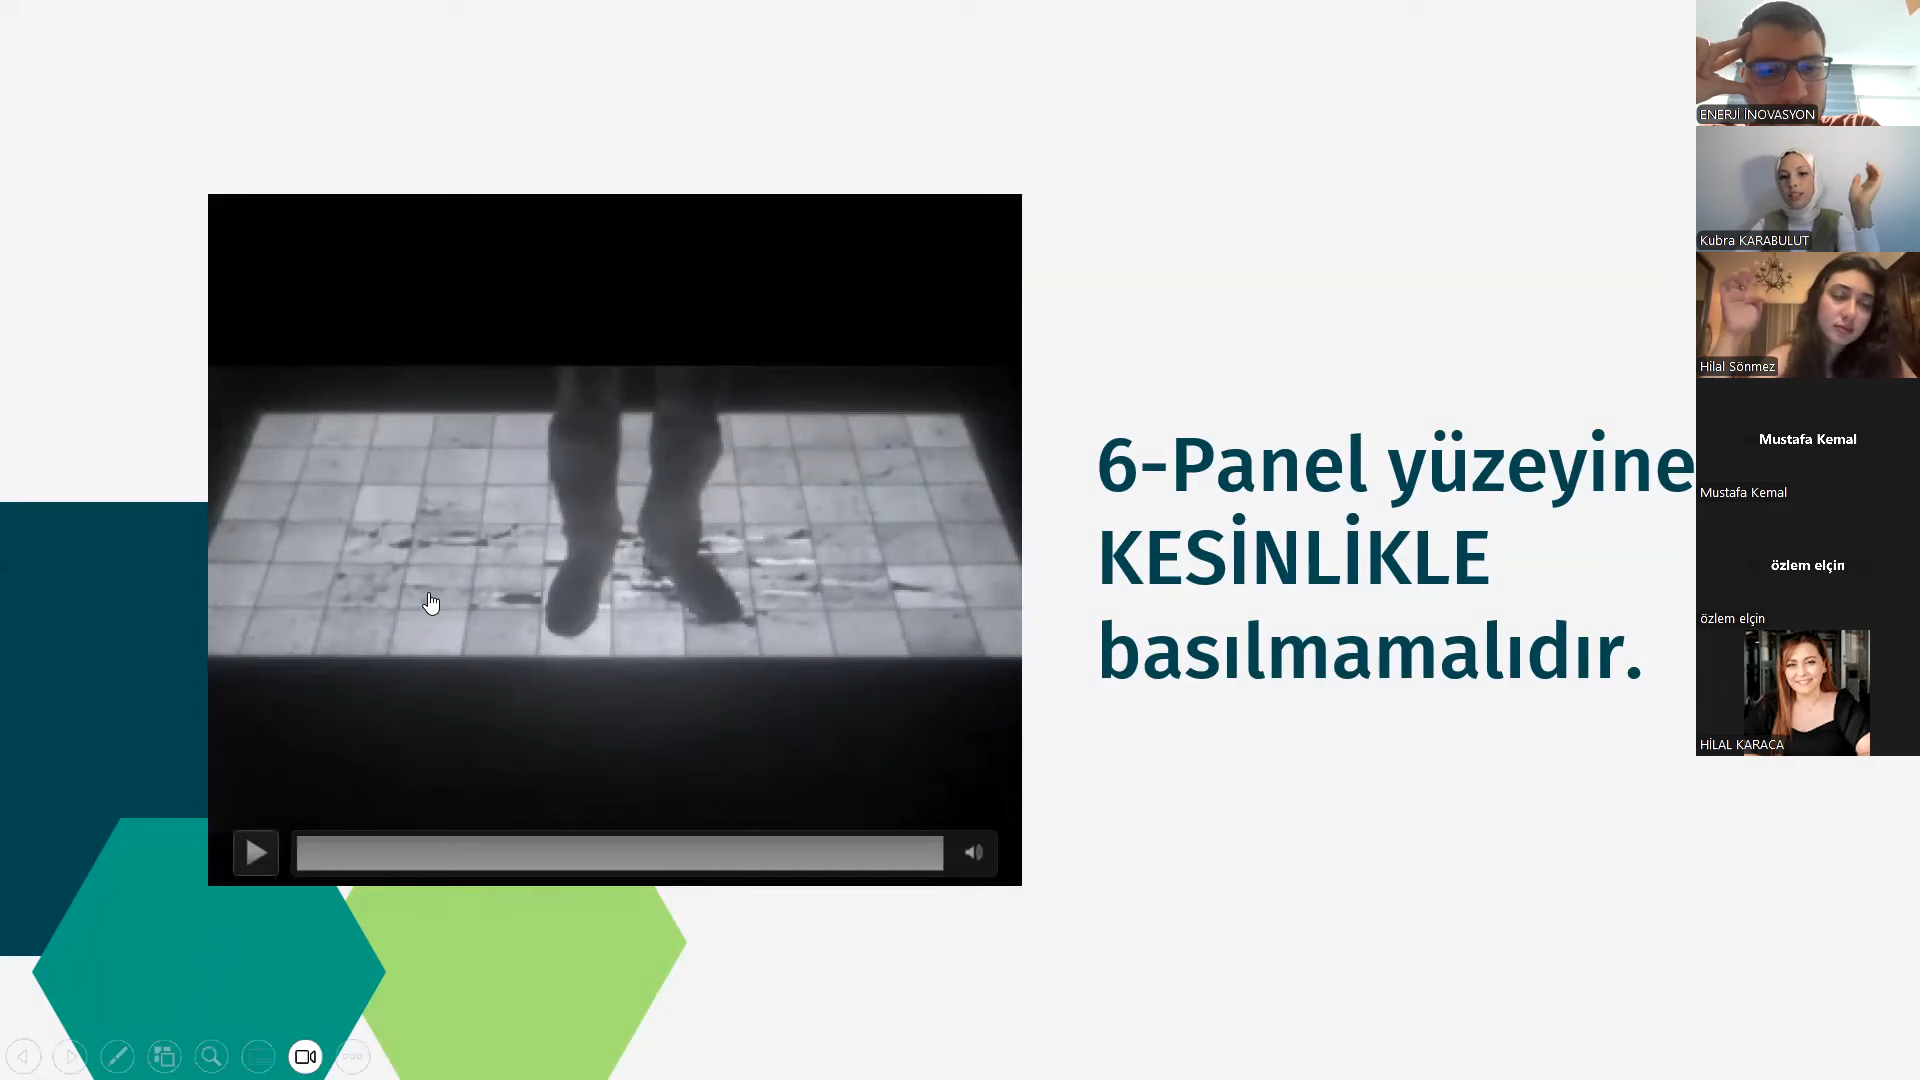 6-Panel yüzeyine
KESİNLİKLE
basılmamalıdır.
ENERJİ İNOVASYON
Kubra KARABULUT
Hilal Sönmez
Mustafa Kemal
Mustafa Kemal
özlem elçin
özlem elçin
HİLAL KARACA